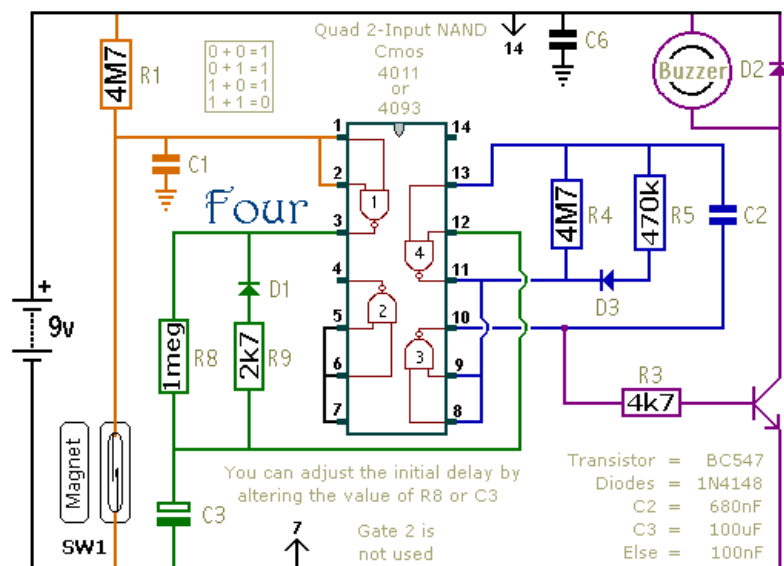 Quad 2-Input NAND
Cmos
4011
or
4093
14
C6
Buzzer
D2
4M7
R1
0 + 0 = 1
0 + 1 = 1
1 + 0 = 1
1 + 1 = 0
1
14
C1
2
13
1
Four
3
12
4
4M7
R4
470k
R5
C2
4
11
D1
2
D3
+
9v
5
10
1meg
R8
2k7
R9
3
6
9
R3
4k7
7
8
Magnet
SW1
You can adjust the initial delay by
altering the value of R8 or C3
C3
7
Gate 2 is
not used
Transistor = BC547
Diodes = 1N4148
C2 = 680nF
C3 = 100uF
Else = 100nF